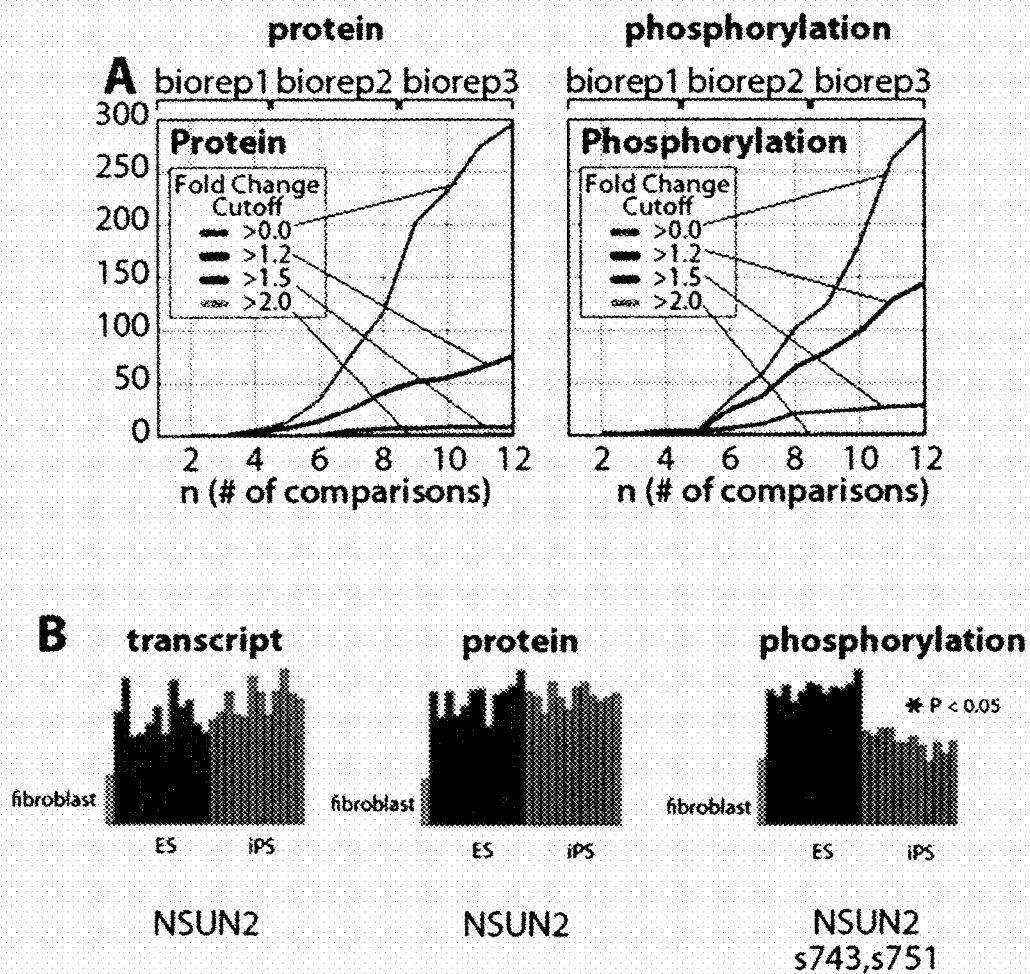 protein
phosphorylation
A
biorep1 biorep2 biorep3
biorep1 biorep2 biorep3
300
250
200
150
100
50
0
Protein
Fold Change
Cutoff
>0.0
>1.2
>1.5
>2.0
2 4 6 8 10 12
n (# of comparisons)
Phosphorylation
Fold Change
Cutoff
>0.0
>1.2
>1.5
>2.0
2 4 6 8 10 12
n (# of comparisons)
B
transcript
fibroblast
ES iPS
NSUN2
protein
fibroblast
ES iPS
NSUN2
phosphorylation
* P < 0.05
fibroblast
ES iPS
NSUN2
s743,s751